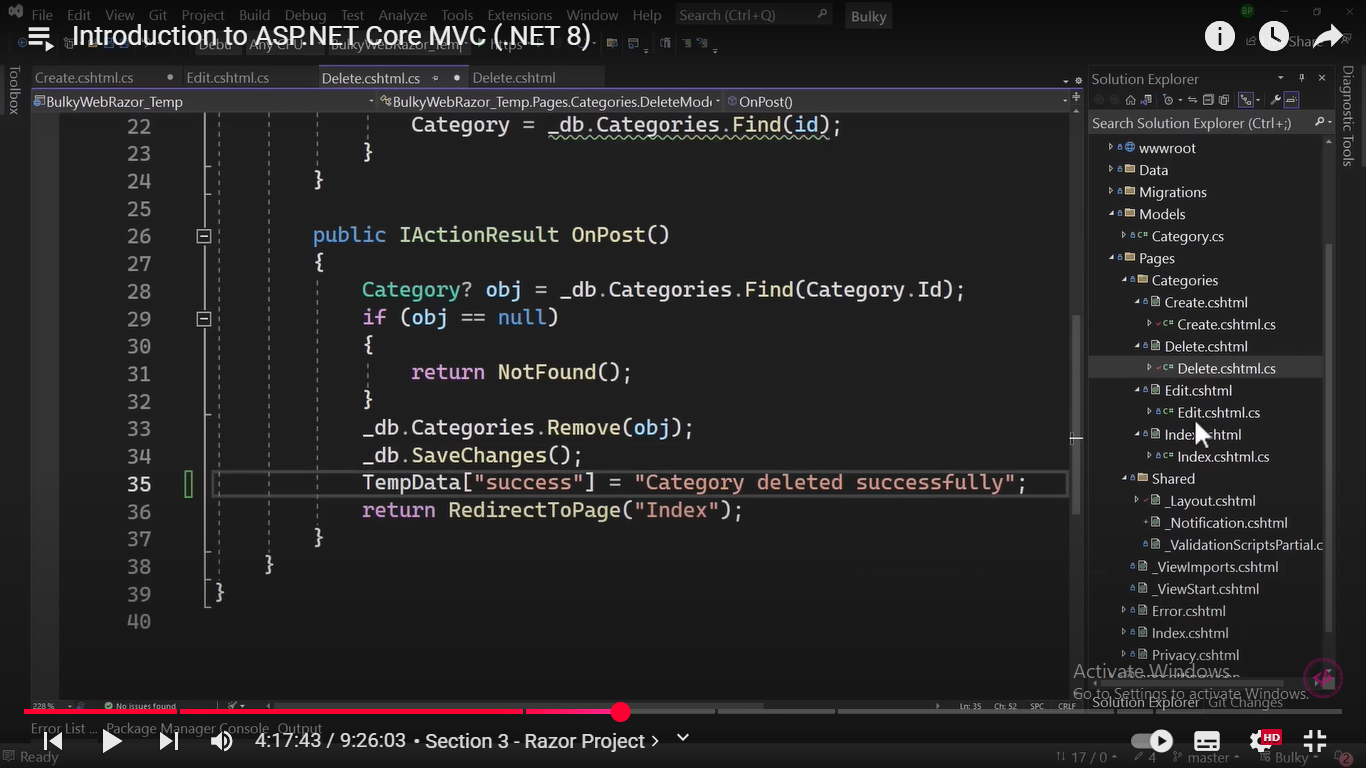 File Edit View Git Project Build Debug Test Analyze Tools Extensions Window Help Search (Ctrl+Q) Bulky
Introduction to ASP.NET Core MVC (.NET 8)
Create.cshtml.cs Edit.cshtml.cs Delete.cshtml.cs Delete.cshtml
Toolbox
BulkyWebRazor_Temp BulkyWebRazor_Temp.Pages.Categories.DeleteMode OnPost()
22 Category = _db.Categories.Find(id);
23 }
24 }
25
26 public IActionResult OnPost()
27 {
28 Category? obj = _db.Categories.Find(Category.Id);
29 if (obj == null)
30 {
31 return NotFound();
32 }
33 _db.Categories.Remove(obj);
34 _db.SaveChanges();
35 TempData["success"] = "Category deleted successfully";
36 return RedirectToPage("Index");
37 }
38 }
39 }
40
228 % No issues found Ln: 35 Ch: 52 SPC CRLF
Solution Explorer
Search Solution Explorer (Ctrl+;)
wwwroot
Data
Migrations
Models
C# Category.cs
Pages
Categories
Create.cshtml
C# Create.cshtml.cs
Delete.cshtml
C# Delete.cshtml.cs
Edit.cshtml
C# Edit.cshtml.cs
Index.cshtml
C# Index.cshtml.cs
Shared
_Layout.cshtml
_Notification.cshtml
_ValidationScriptsPartial.c
_ViewImports.cshtml
_ViewStart.cshtml
Error.cshtml
Index.cshtml
Privacy.cshtml
Diagnostic Tools
Activate Windows
Go to Settings to activate Windows.
Solution Explorer Git Changes
Error List ... Package Manager Console Output
4:17:43 / 9:26:03 • Section 3 - Razor Project
HD
Ready 17 / 0 4 master Bulky 2